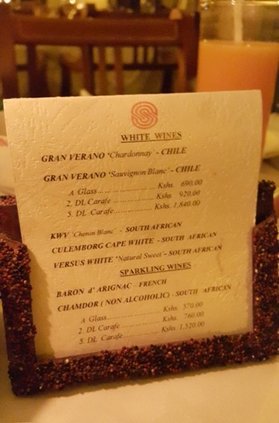 WHITE WINES
GRAN VERANO 'Chardonnay' - CHILE
GRAN VERANO 'Sauvignon Blanc' - CHILE
A Glass .......................... Kshs. 690.00
2. DL Carafe ................... Kshs. 920.00
5. DL Carafe ................... Kshs. 1,840.00
KWV 'Chenin Blanc' - SOUTH AFRICAN
CULEMBORG CAPE WHITE - SOUTH AFRICAN
VERSUS WHITE 'Natural Sweet' - SOUTH AFRICAN
SPARKLING WINES
BARON d' ARIGNAC - FRENCH
CHAMDOR ( NON ALCOHOLIC) - SOUTH AFRICAN
A Glass .......................... Kshs. 570.00
2. DL Carafe ................... Kshs. 760.00
5. DL Carafe ................... Kshs. 1,520.00